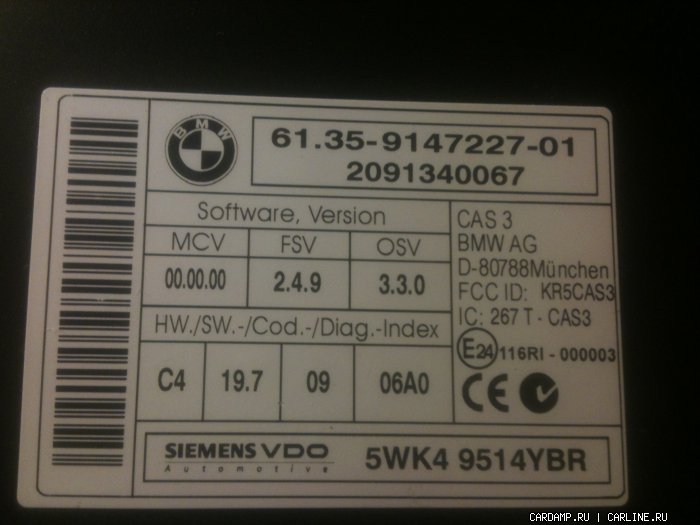 BMW
61.35-9147227-01
2091340067
Software, Version
MCV FSV OSV
00.00.00 2.4.9 3.3.0
HW./SW.-/Cod.-/Diag.-Index
C4 19.7 09 06A0
CAS 3
BMW AG
D-80788München
FCC ID: KR5CAS3
IC: 267 T - CAS3
E24 116RI - 000003
CE
SIEMENS VDO
Automotive
5WK4 9514YBR
CARDAMP.RU | CARLINE.RU